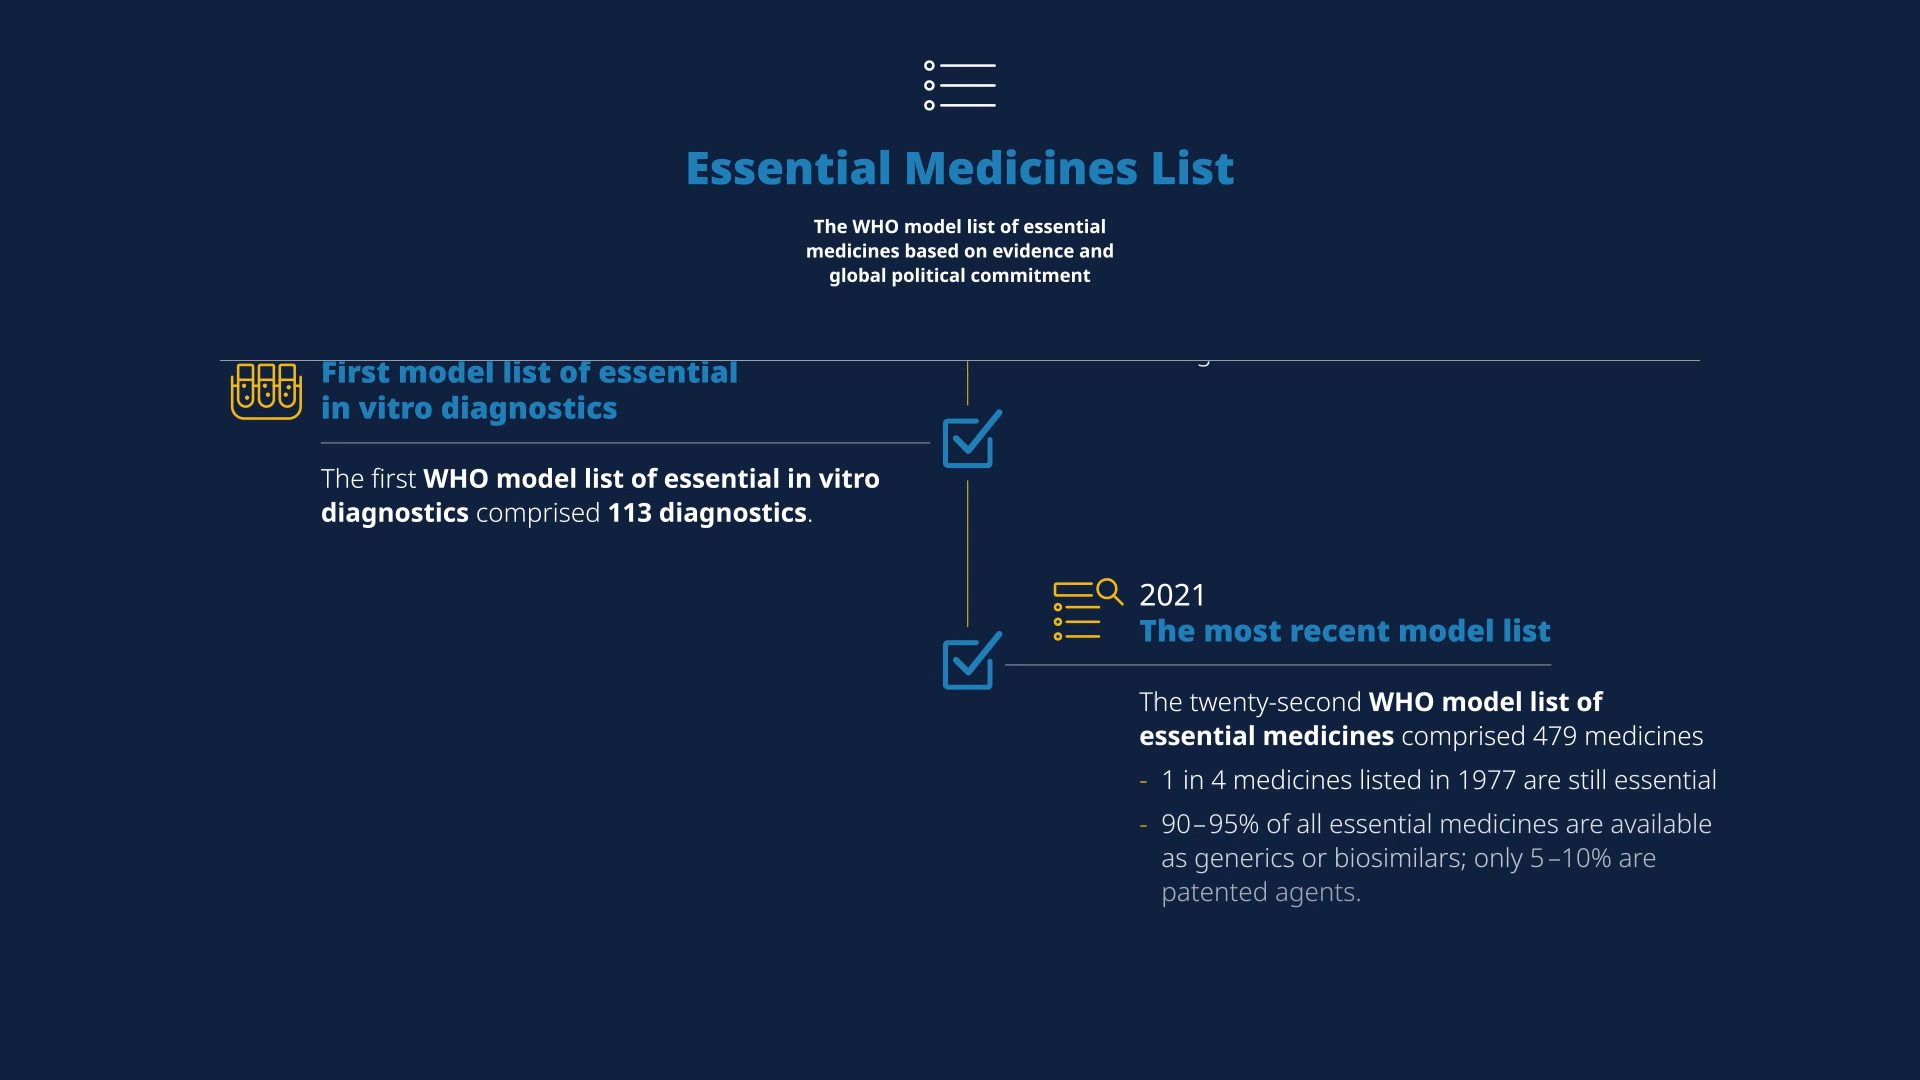 Essential Medicines List
The WHO model list of essential
medicines based on evidence and
global political commitment
First model list of essential
in vitro diagnostics
The first WHO model list of essential in vitro
diagnostics comprised 113 diagnostics.
2021
The most recent model list
The twenty-second WHO model list of
essential medicines comprised 479 medicines
- 1 in 4 medicines listed in 1977 are still essential
- 90–95% of all essential medicines are available
as generics or biosimilars; only 5–10% are
patented agents.